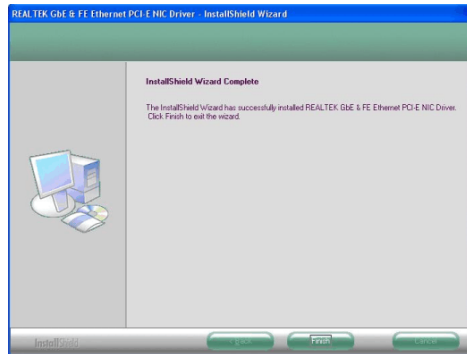 REALTEK GbE & FE Ethernet PCI-E NIC Driver - InstallShield Wizard
InstallShield Wizard Complete
The InstallShield Wizard has successfully installed REALTEK GbE & FE Ethernet PCI-E NIC Driver.
Click Finish to exit the wizard.
InstallShield
< Back
Finish
Cancel